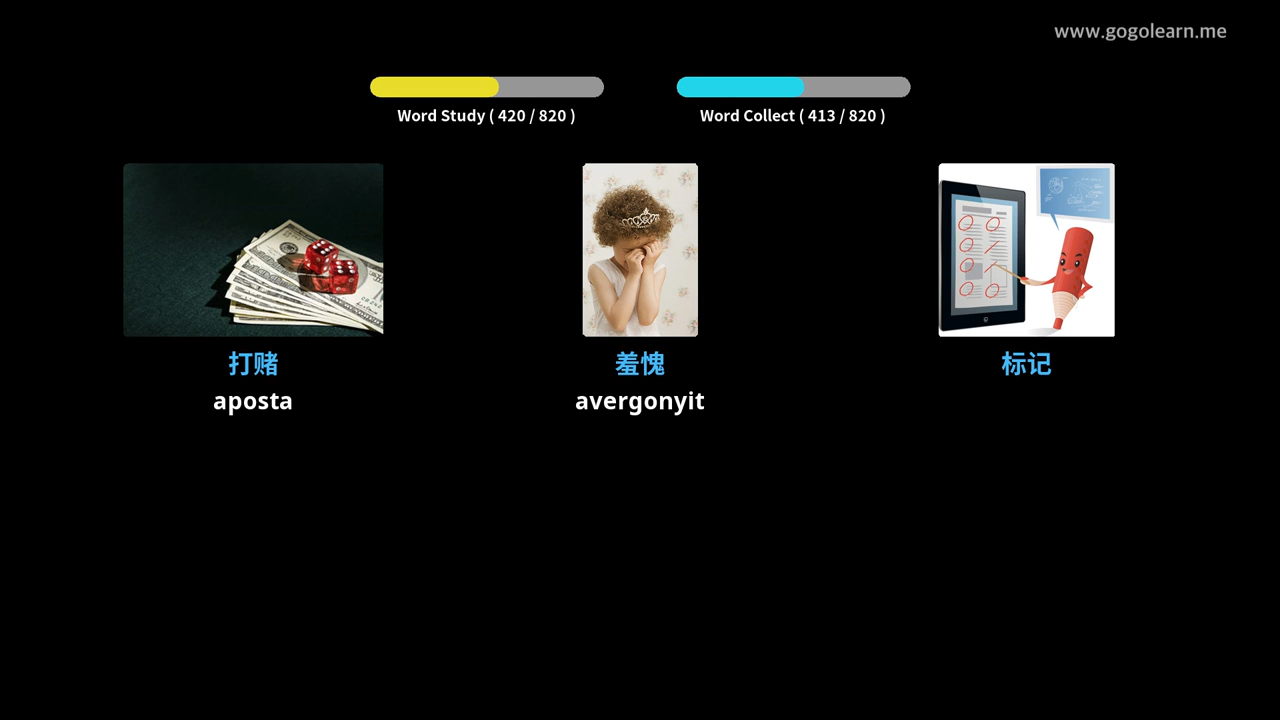 www.gogolearn.me
Word Study ( 420 / 820 )
Word Collect ( 413 / 820 )
打赌
羞愧
标记
aposta
avergonyit